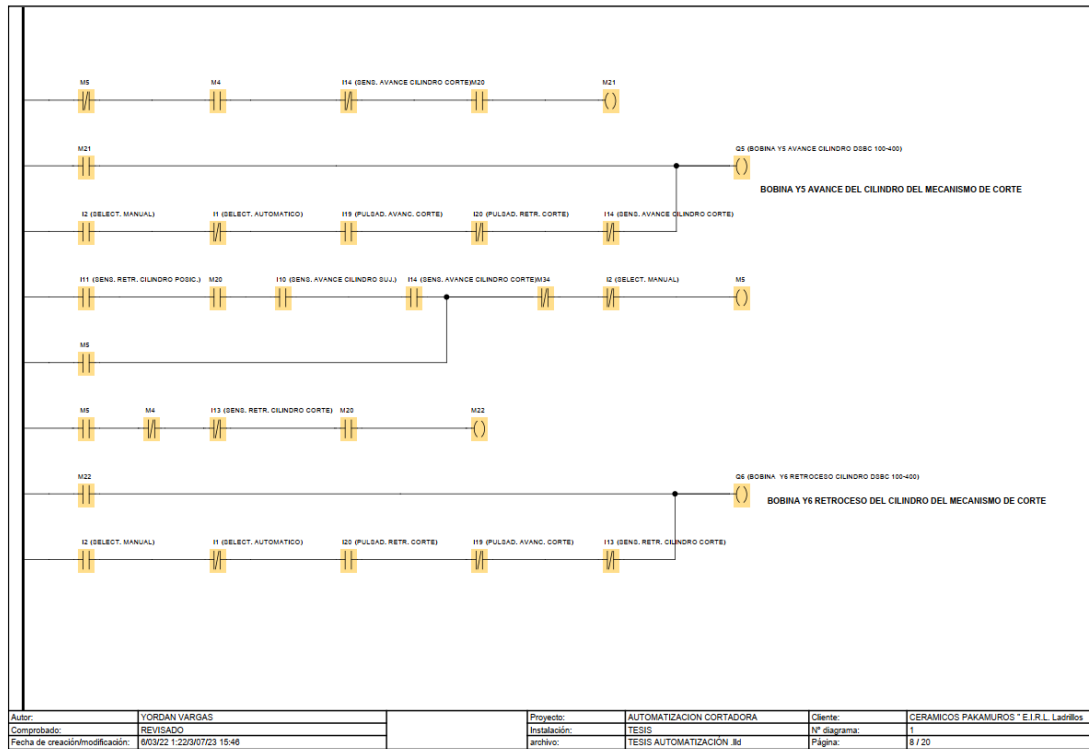 M5 M4 I14 (SENS. AVANCE CILINDRO CORTE) M20 M21
M21 Q5 (BOBINA Y5 AVANCE CILINDRO DSBC 100-400)
BOBINA Y5 AVANCE DEL CILINDRO DEL MECANISMO DE CORTE
I2 (SELECT. MANUAL) I1 (SELECT. AUTOMATICO) I19 (PULSAD. AVANC. CORTE) I20 (PULSAD. RETR. CORTE) I14 (SENS. AVANCE CILINDRO CORTE)
I11 (SENS. RETR. CILINDRO POSIC.) M20 I10 (SENS. AVANCE CILINDRO SUJ.) I14 (SENS. AVANCE CILINDRO CORTE) M34 I2 (SELECT. MANUAL) M5
M5
M5 M4 I13 (SENS. RETR. CILINDRO CORTE) M20 M22
M22 Q6 (BOBINA Y6 RETROCESO CILINDRO DSBC 100-400)
BOBINA Y6 RETROCESO DEL CILINDRO DEL MECANISMO DE CORTE
I2 (SELECT. MANUAL) I1 (SELECT. AUTOMATICO) I20 (PULSAD. RETR. CORTE) I19 (PULSAD. AVANC. CORTE) I13 (SENS. RETR. CILINDRO CORTE)
Autor: YORDAN VARGAS Proyecto: AUTOMATIZACION CORTADORA Cliente: CERAMICOS PAKAMUROS " E.I.R.L. Ladrillos
Comprobado: REVISADO Instalación: TESIS Nº diagrama: 1
Fecha de creación/modificación: 6/03/22 1:22/3/07/23 15:46 archivo: TESIS AUTOMATIZACIÓN .lld Página: 8 / 20